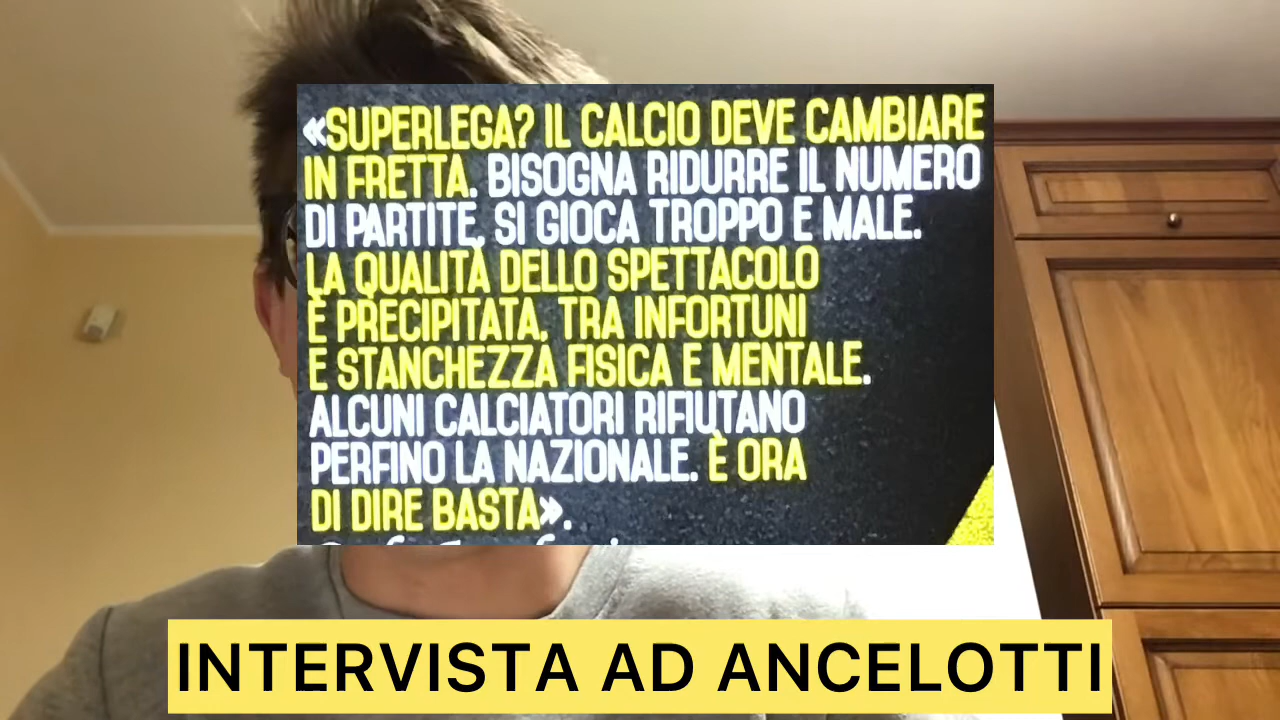 «SUPERLEGA? IL CALCIO DEVE CAMBIARE
IN FRETTA. BISOGNA RIDURRE IL NUMERO
DI PARTITE, SI GIOCA TROPPO E MALE.
LA QUALITÀ DELLO SPETTACOLO
È PRECIPITATA, TRA INFORTUNI
E STANCHEZZA FISICA E MENTALE.
ALCUNI CALCIATORI RIFIUTANO
PERFINO LA NAZIONALE. È ORA
DI DIRE BASTA».
INTERVISTA AD ANCELOTTI